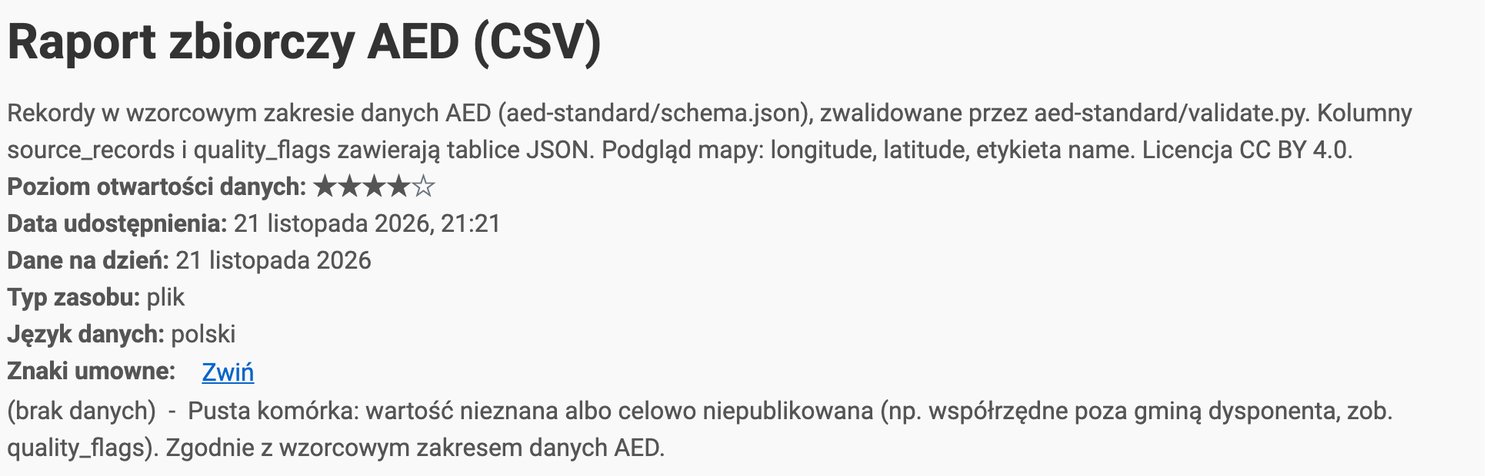 Raport zbiorczy AED (CSV)
Rekordy w wzorcowym zakresie danych AED (aed-standard/schema.json), zwalidowane przez aed-standard/validate.py. Kolumny
source_records i quality_flags zawierają tablice JSON. Podgląd mapy: longitude, latitude, etykieta name. Licencja CC BY 4.0.
Poziom otwartości danych: ★★★★☆
Data udostępnienia: 21 listopada 2026, 21:21
Dane na dzień: 21 listopada 2026
Typ zasobu: plik
Język danych: polski
Znaki umowne: Zwiń
(brak danych) - Pusta komórka: wartość nieznana albo celowo niepublikowana (np. współrzędne poza gminą dysponenta, zob.
quality_flags). Zgodnie z wzorcowym zakresem danych AED.